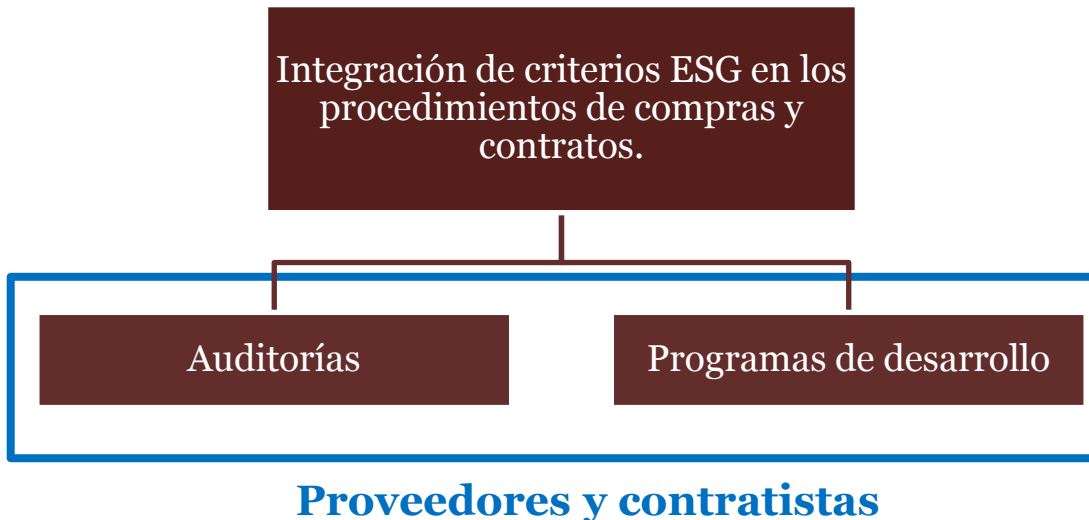 Integración de criterios ESG en los
procedimientos de compras y
contratos.
Auditorías
Programas de desarrollo
Proveedores y contratistas